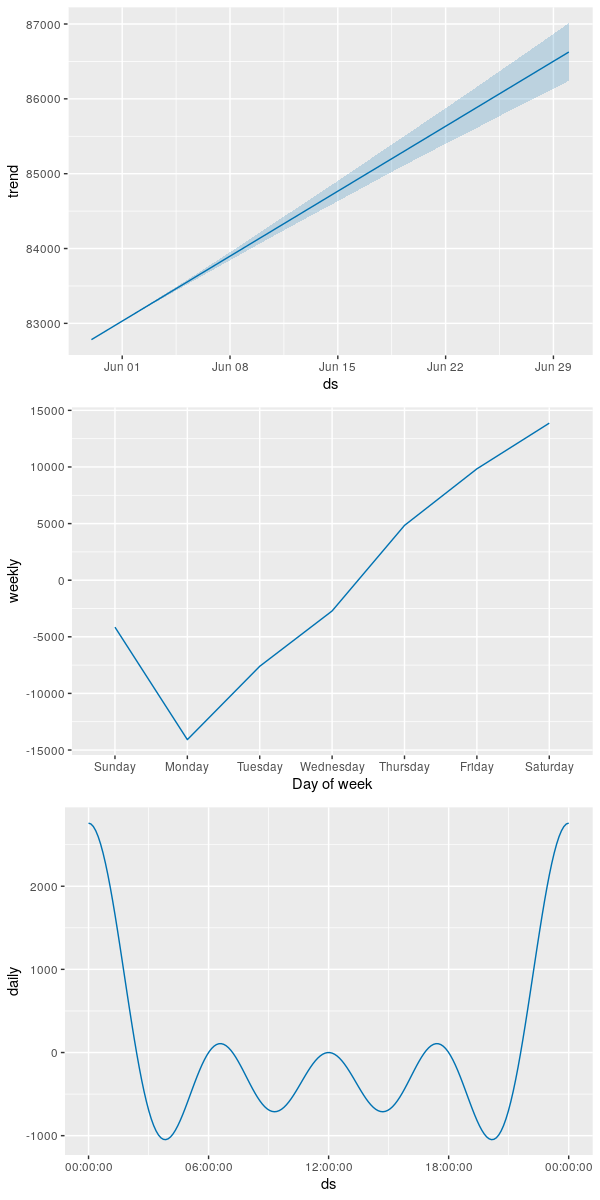 87000
86000
85000
84000
83000
trend
Jun 01 Jun 08 Jun 15 Jun 22 Jun 29
ds
15000
10000
5000
0
-5000
-10000
-15000
weekly
Sunday Monday Tuesday Wednesday Thursday Friday Saturday
Day of week
2000
1000
0
-1000
daily
00:00:00 06:00:00 12:00:00 18:00:00 00:00:00
ds